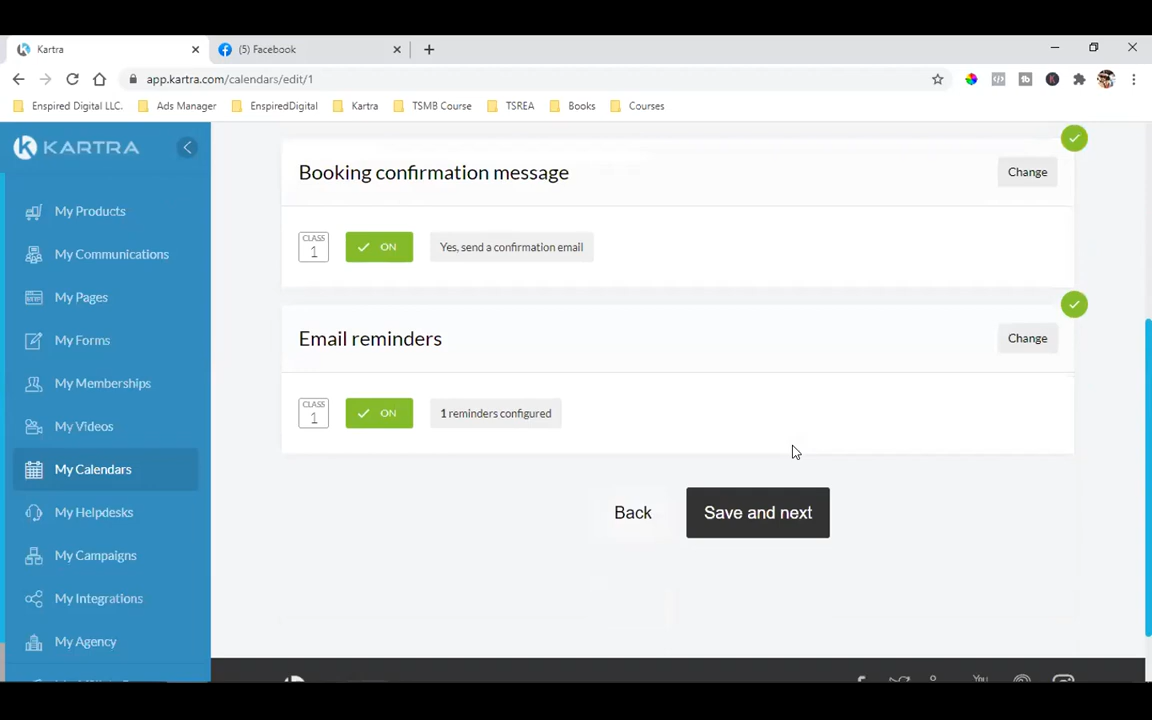 Kartra
(5) Facebook
app.kartra.com/calendars/edit/1
Enspired Digital LLC.
Ads Manager
EnspiredDigital
Kartra
TSMB Course
TSREA
Books
Courses
KARTRA
My Products
My Communications
My Pages
My Forms
My Memberships
My Videos
My Calendars
My Helpdesks
My Campaigns
My Integrations
My Agency
Booking confirmation message
Change
CLASS
1
ON
Yes, send a confirmation email
Email reminders
Change
CLASS
1
ON
1 reminders configured
Back
Save and next